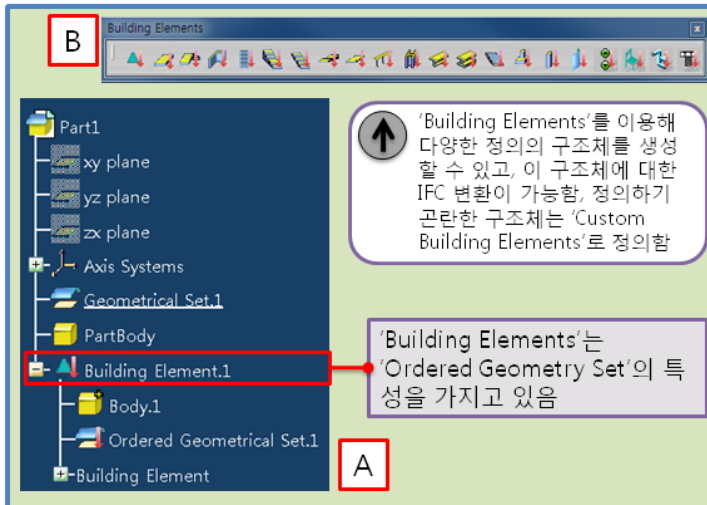 Building Elements
B
Part1
xy plane
yz plane
zx plane
Axis Systems
Geometrical Set.1
PartBody
Building Element.1
Body.1
Ordered Geometrical Set.1
Building Element
A
'Building Elements'를 이용해
다양한 정의의 구조체를 생성
할 수 있고, 이 구조체에 대한
IFC 변환이 가능함, 정의하기
곤란한 구조체는 'Custom
Building Elements'로 정의함
'Building Elements'는
'Ordered Geometry Set'의 특
성을 가지고 있음